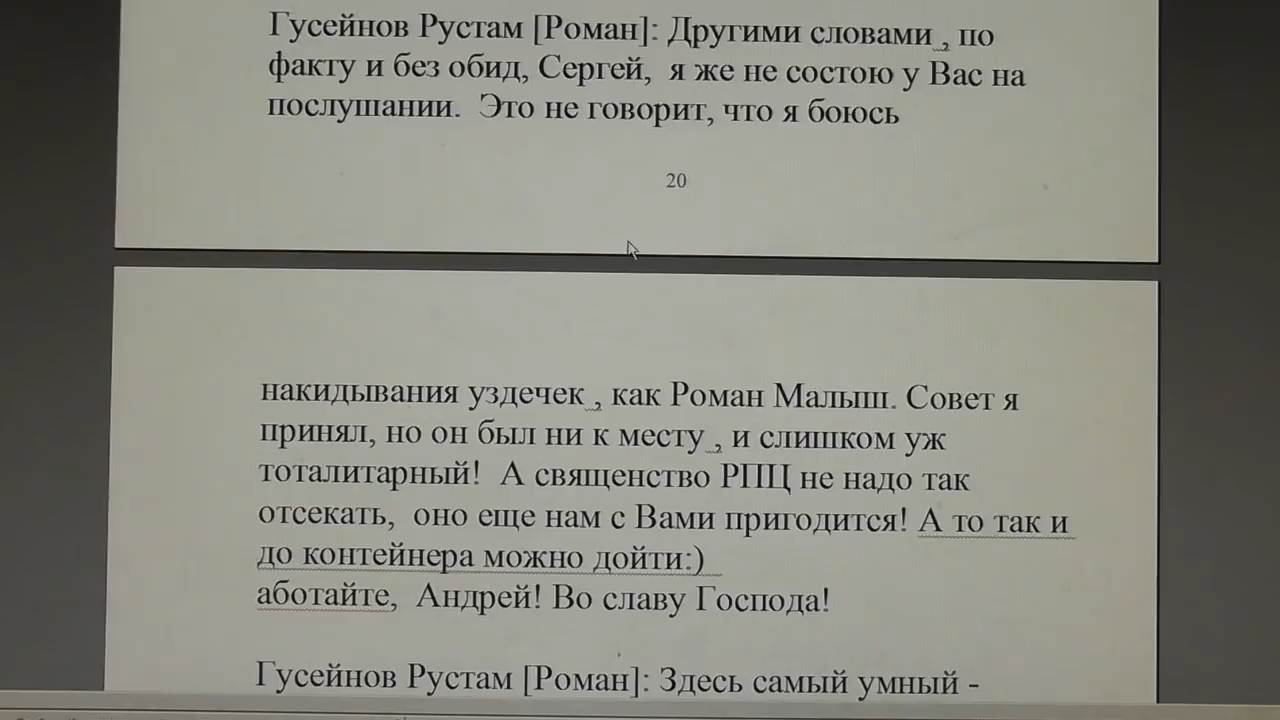 Гусейнов Рустам [Роман]: Другими словами , по
факту и без обид, Сергей,  я же не состою у Вас на
послушании.  Это не говорит, что я боюсь
20
накидывания уздечек , как Роман Малыш. Совет я
принял, но он был ни к месту , и слишком уж
тоталитарный!  А священство РПЦ не надо так
отсекать,  оно еще нам с Вами пригодится! А то так и
до контейнера можно дойти:)
аботайте,  Андрей! Во славу Господа!
Гусейнов Рустам [Роман]: Здесь самый умный -